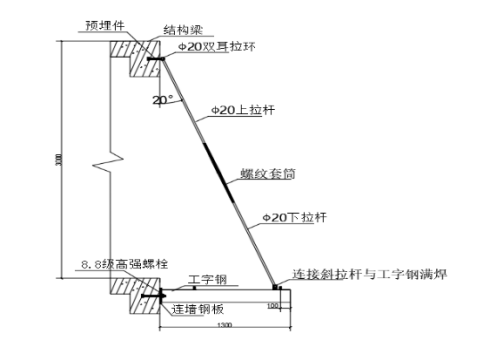 预埋件
结构梁
Φ20双耳拉环
20°
Φ20上拉杆
3000
螺纹套筒
Φ20下拉杆
8.8级高强螺栓
工字钢
连接斜拉杆与工字钢满焊
100
连墙钢板
1300